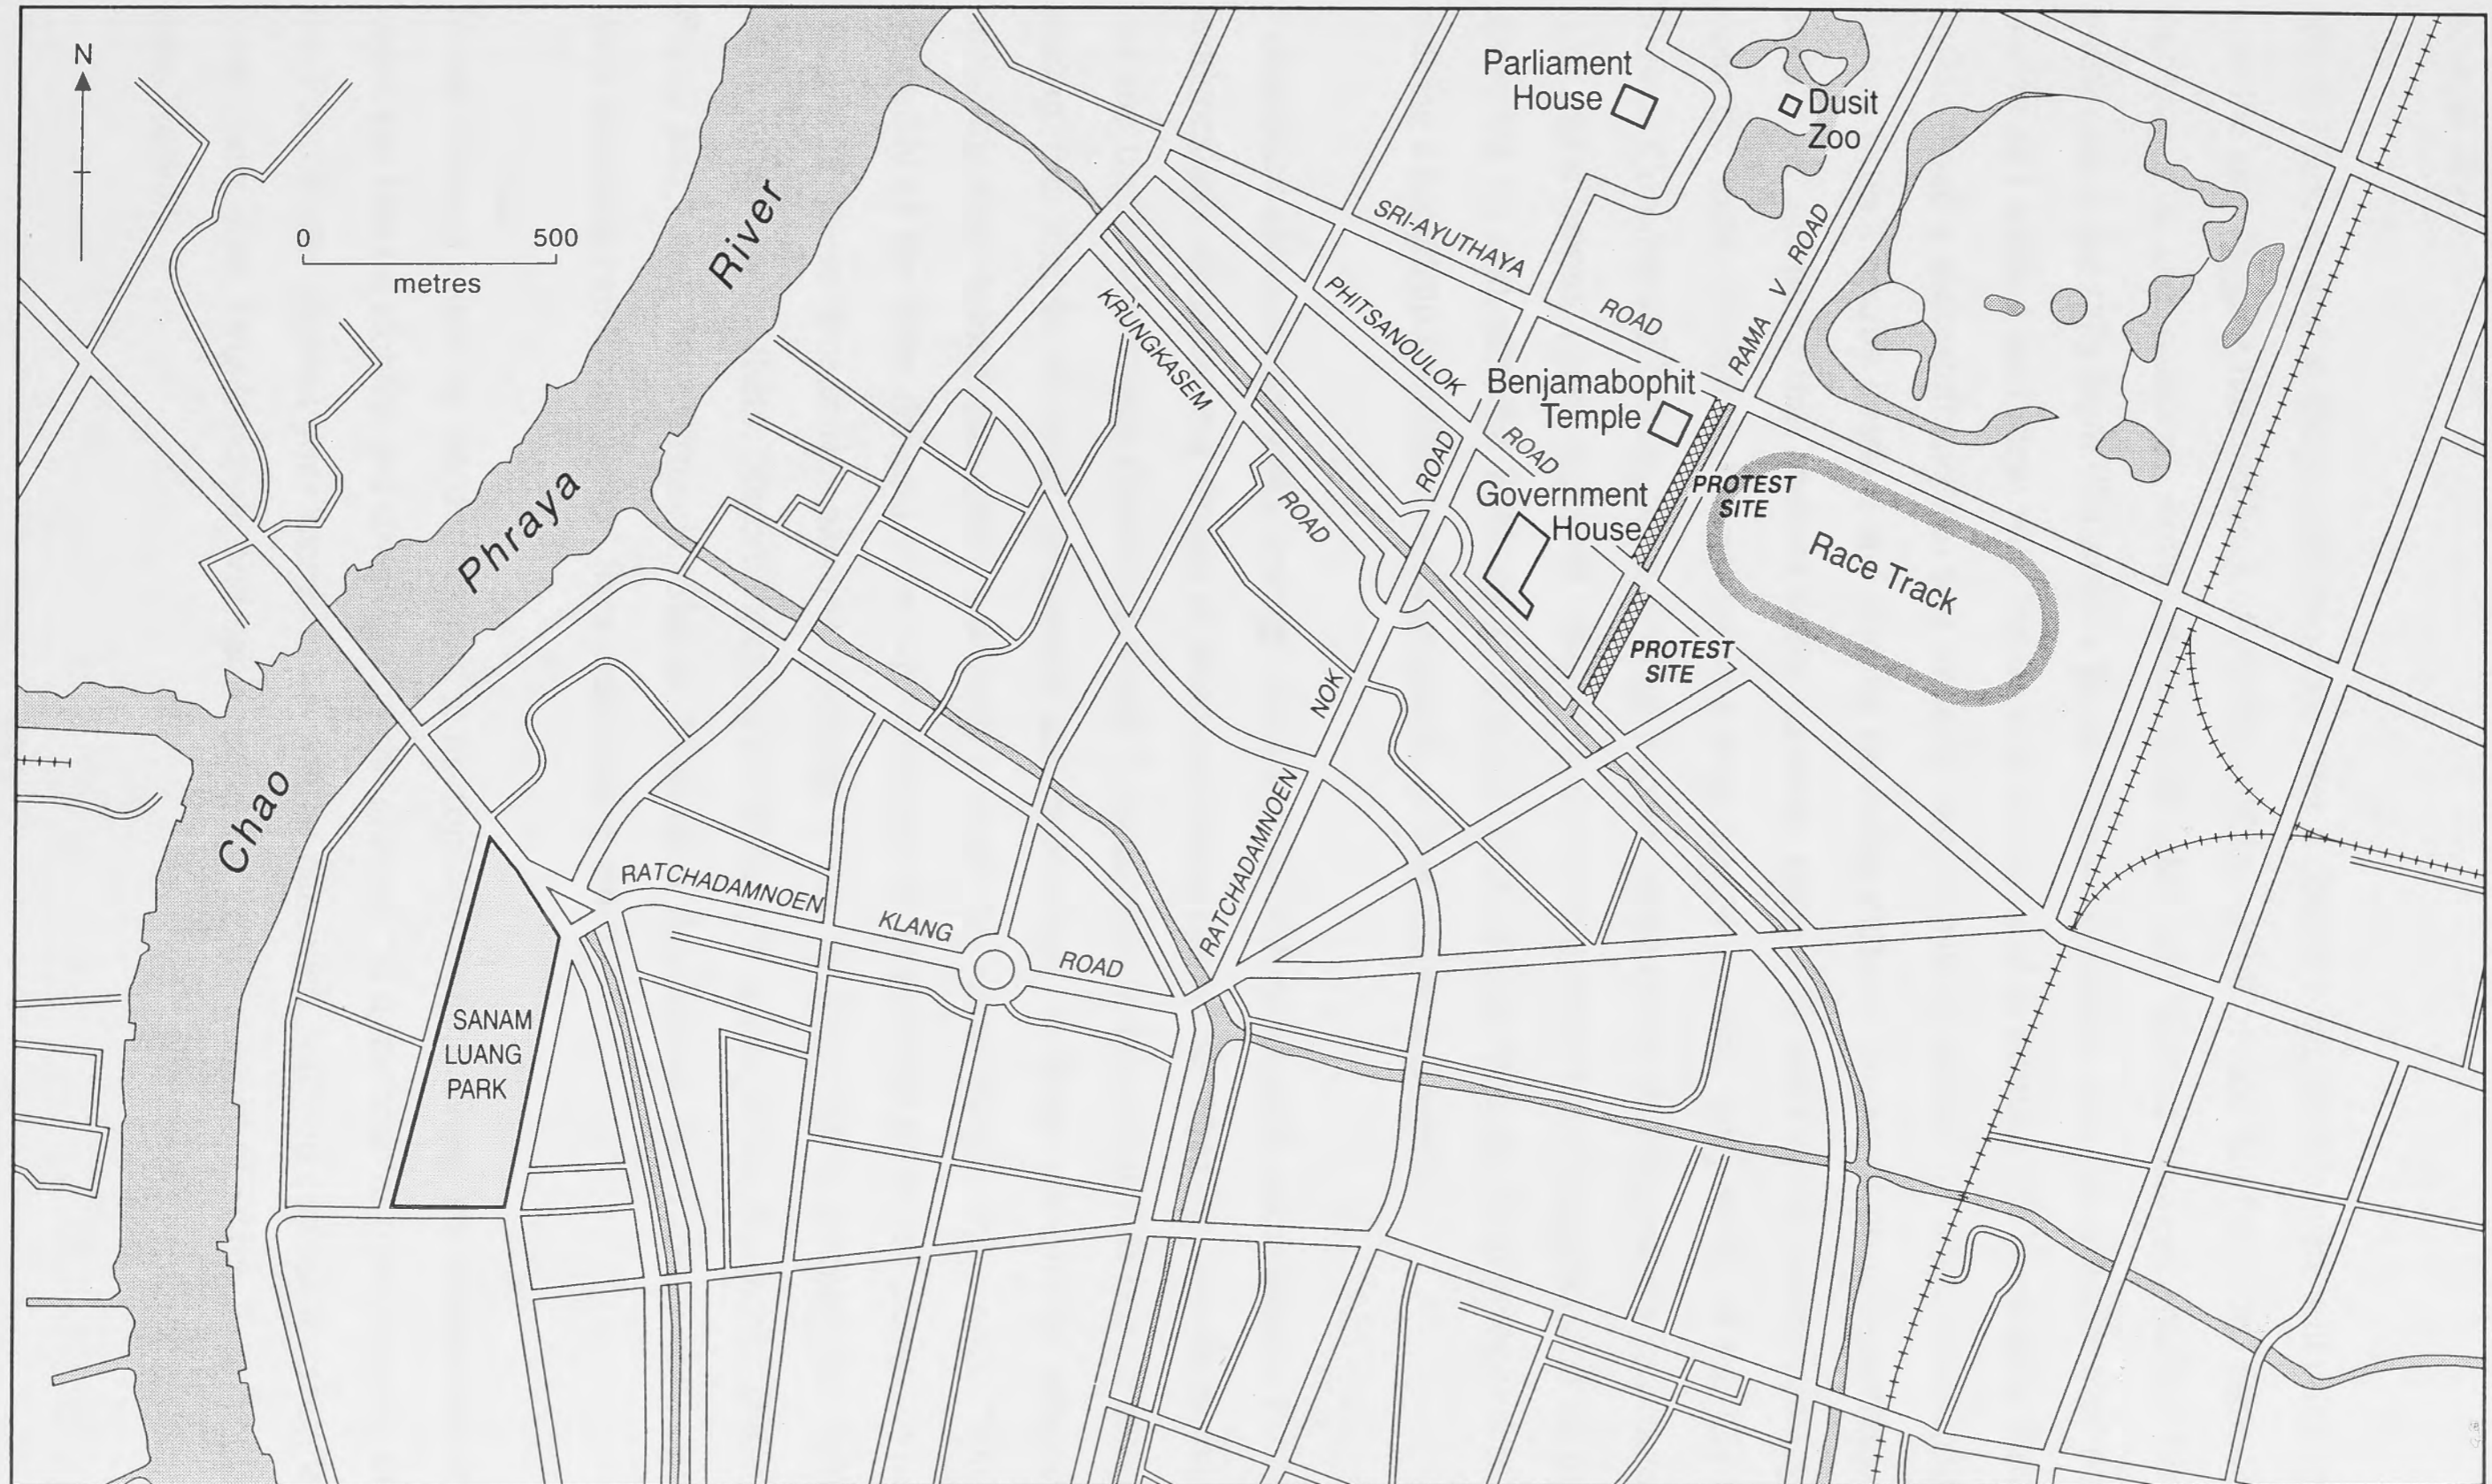 N
0 500
metres
Chao Phraya River
Parliament
House
Dusit
Zoo
SRI-AYUTHAYA ROAD
RAMA V ROAD
PHITSANOULOK ROAD
KRUNGKASEM ROAD
Benjamabophit
Temple
PROTEST
SITE
Government
House
Race Track
PROTEST
SITE
RATCHADAMNOEN NOK ROAD
RATCHADAMNOEN KLANG ROAD
SANAM
LUANG
PARK